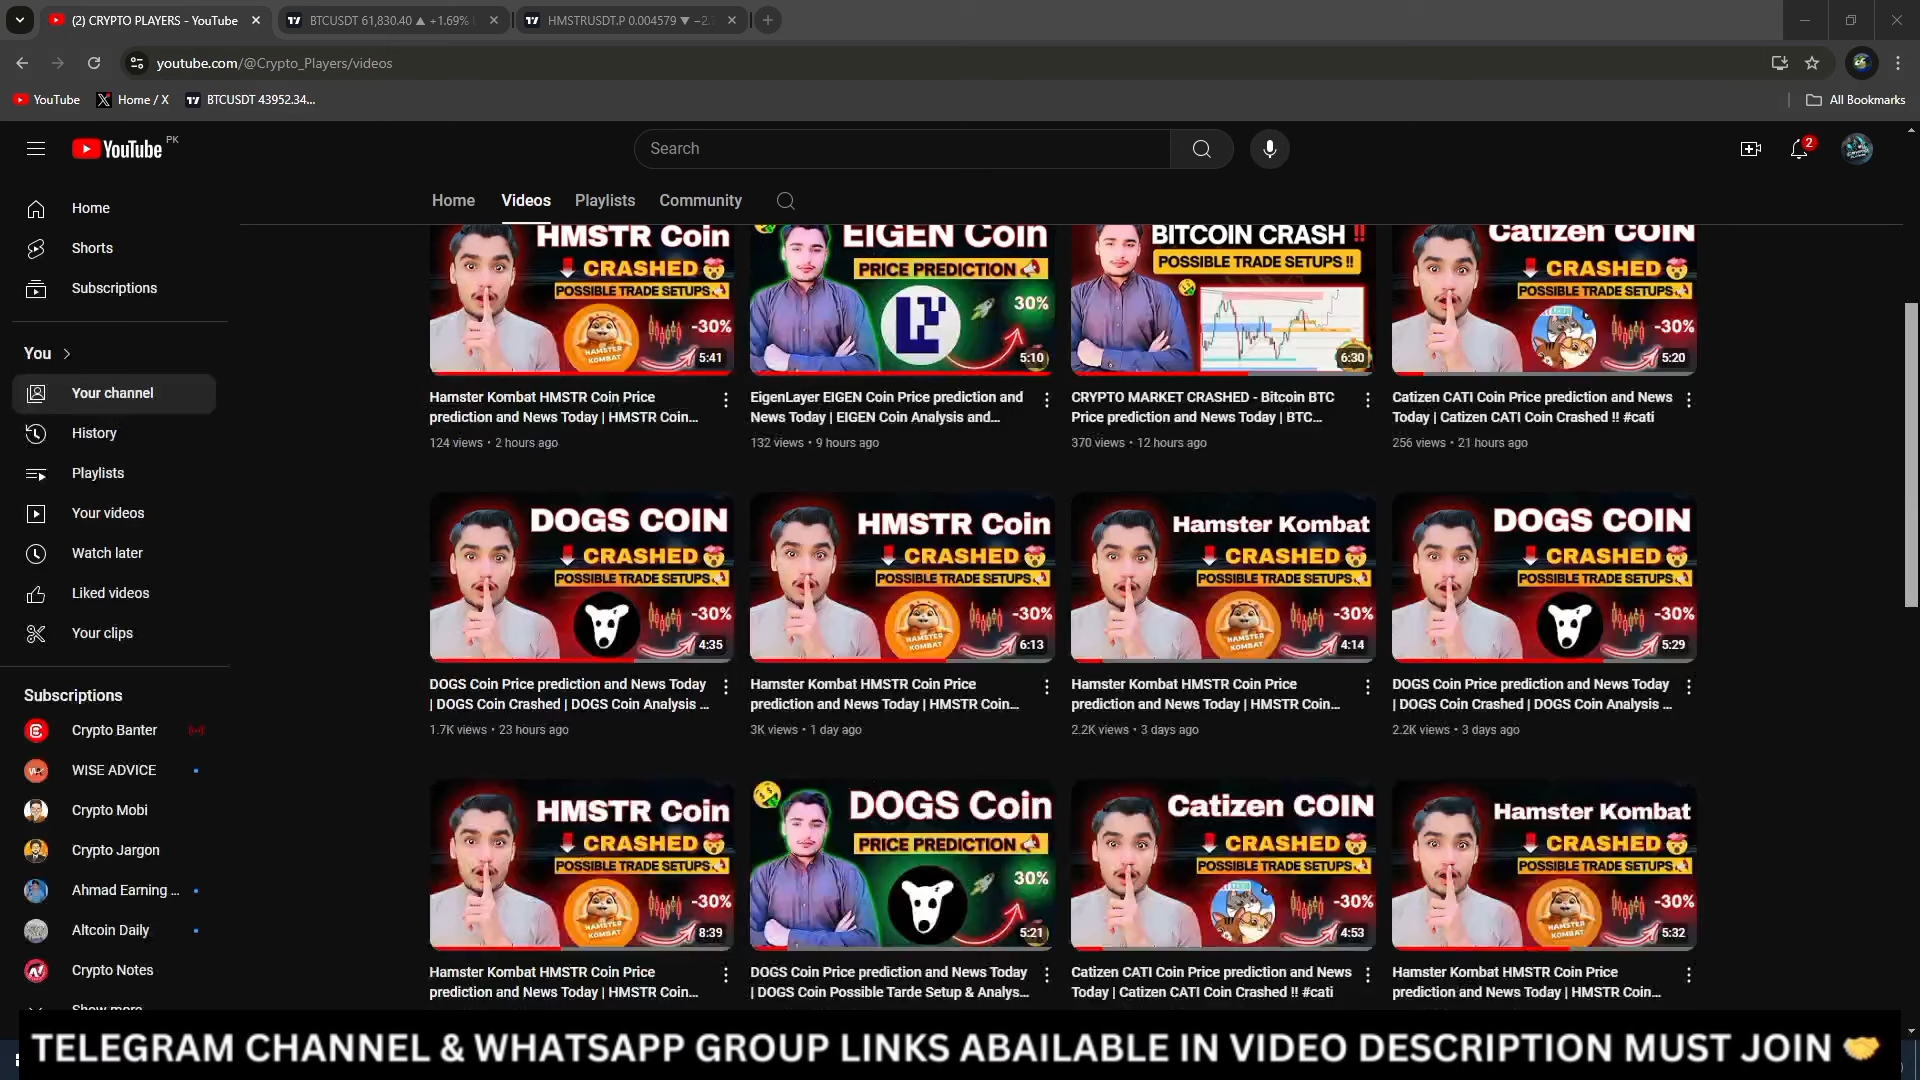 (2) CRYPTO PLAYERS - YouTube
BTCUSDT 61,830.40 ▲ +1.69%
HMSTRUSDT.P 0.004579 ▼ −2.
youtube.com/@Crypto_Players/videos
YouTube
Home / X
BTCUSDT 43952.34...
All Bookmarks
YouTube PK
Search
2
Home
Videos
Playlists
Community
Home
Shorts
Subscriptions
You
Your channel
History
Playlists
Your videos
Watch later
Liked videos
Your clips
Subscriptions
Crypto Banter
WISE ADVICE
Crypto Mobi
Crypto Jargon
Ahmad Earning ...
Altcoin Daily
Crypto Notes
Show more
HMSTR Coin
CRASHED
POSSIBLE TRADE SETUPS
HAMSTER
KOMBAT
-30%
5:41
Hamster Kombat HMSTR Coin Price
prediction and News Today | HMSTR Coin...
124 views • 2 hours ago
EIGEN Coin
PRICE PREDICTION
30%
5:10
EigenLayer EIGEN Coin Price prediction and
News Today | EIGEN Coin Analysis and...
132 views • 9 hours ago
BITCOIN CRASH !!
POSSIBLE TRADE SETUPS !!
6:30
CRYPTO MARKET CRASHED - Bitcoin BTC
Price prediction and News Today | BTC...
370 views • 12 hours ago
Catizen COIN
CRASHED
POSSIBLE TRADE SETUPS
-30%
5:20
Catizen CATI Coin Price prediction and News
Today | Catizen CATI Coin Crashed !! #cati
256 views • 21 hours ago
DOGS COIN
CRASHED
POSSIBLE TRADE SETUPS
-30%
4:35
DOGS Coin Price prediction and News Today
| DOGS Coin Crashed | DOGS Coin Analysis ...
1.7K views • 23 hours ago
HMSTR Coin
CRASHED
POSSIBLE TRADE SETUPS
HAMSTER
KOMBAT
-30%
6:13
Hamster Kombat HMSTR Coin Price
prediction and News Today | HMSTR Coin...
3K views • 1 day ago
Hamster Kombat
CRASHED
POSSIBLE TRADE SETUPS
HAMSTER
KOMBAT
-30%
4:14
Hamster Kombat HMSTR Coin Price
prediction and News Today | HMSTR Coin...
2.2K views • 3 days ago
DOGS COIN
CRASHED
POSSIBLE TRADE SETUPS
-30%
5:29
DOGS Coin Price prediction and News Today
| DOGS Coin Crashed | DOGS Coin Analysis ...
2.2K views • 3 days ago
HMSTR Coin
CRASHED
POSSIBLE TRADE SETUPS
HAMSTER
KOMBAT
-30%
8:39
Hamster Kombat HMSTR Coin Price
prediction and News Today | HMSTR Coin...
DOGS Coin
PRICE PREDICTION
30%
5:21
DOGS Coin Price prediction and News Today
| DOGS Coin Possible Tarde Setup & Analys...
Catizen COIN
CRASHED
POSSIBLE TRADE SETUPS
-30%
4:53
Catizen CATI Coin Price prediction and News
Today | Catizen CATI Coin Crashed !! #cati
Hamster Kombat
CRASHED
POSSIBLE TRADE SETUPS
HAMSTER
KOMBAT
-30%
5:32
Hamster Kombat HMSTR Coin Price
prediction and News Today | HMSTR Coin...
TELEGRAM CHANNEL & WHATSAPP GROUP LINKS ABAILABLE IN VIDEO DESCRIPTION MUST JOIN